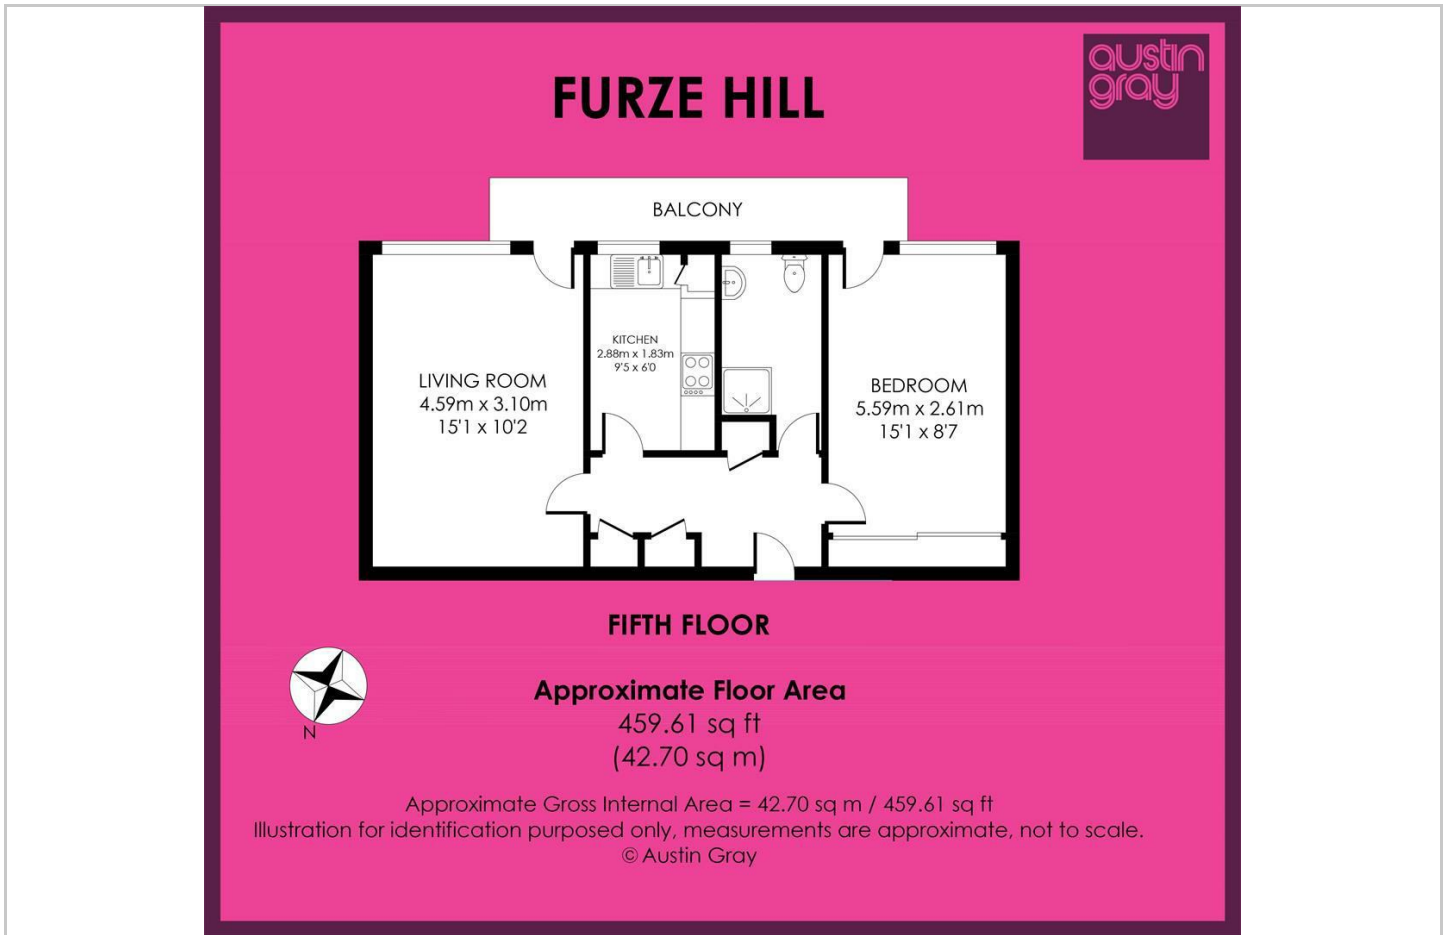 austin
gray
FURZE HILL
BALCONY
KITCHEN
2.88m x 1.83m
9'5 x 6'0
LIVING ROOM
4.59m x 3.10m
15'1 x 10'2
BEDROOM
5.59m x 2.61m
15'1 x 8'7
FIFTH FLOOR
N
Approximate Floor Area
459.61 sq ft
(42.70 sq m)
Approximate Gross Internal Area = 42.70 sq m / 459.61 sq ft
Illustration for identification purposed only, measurements are approximate, not to scale.
© Austin Gray